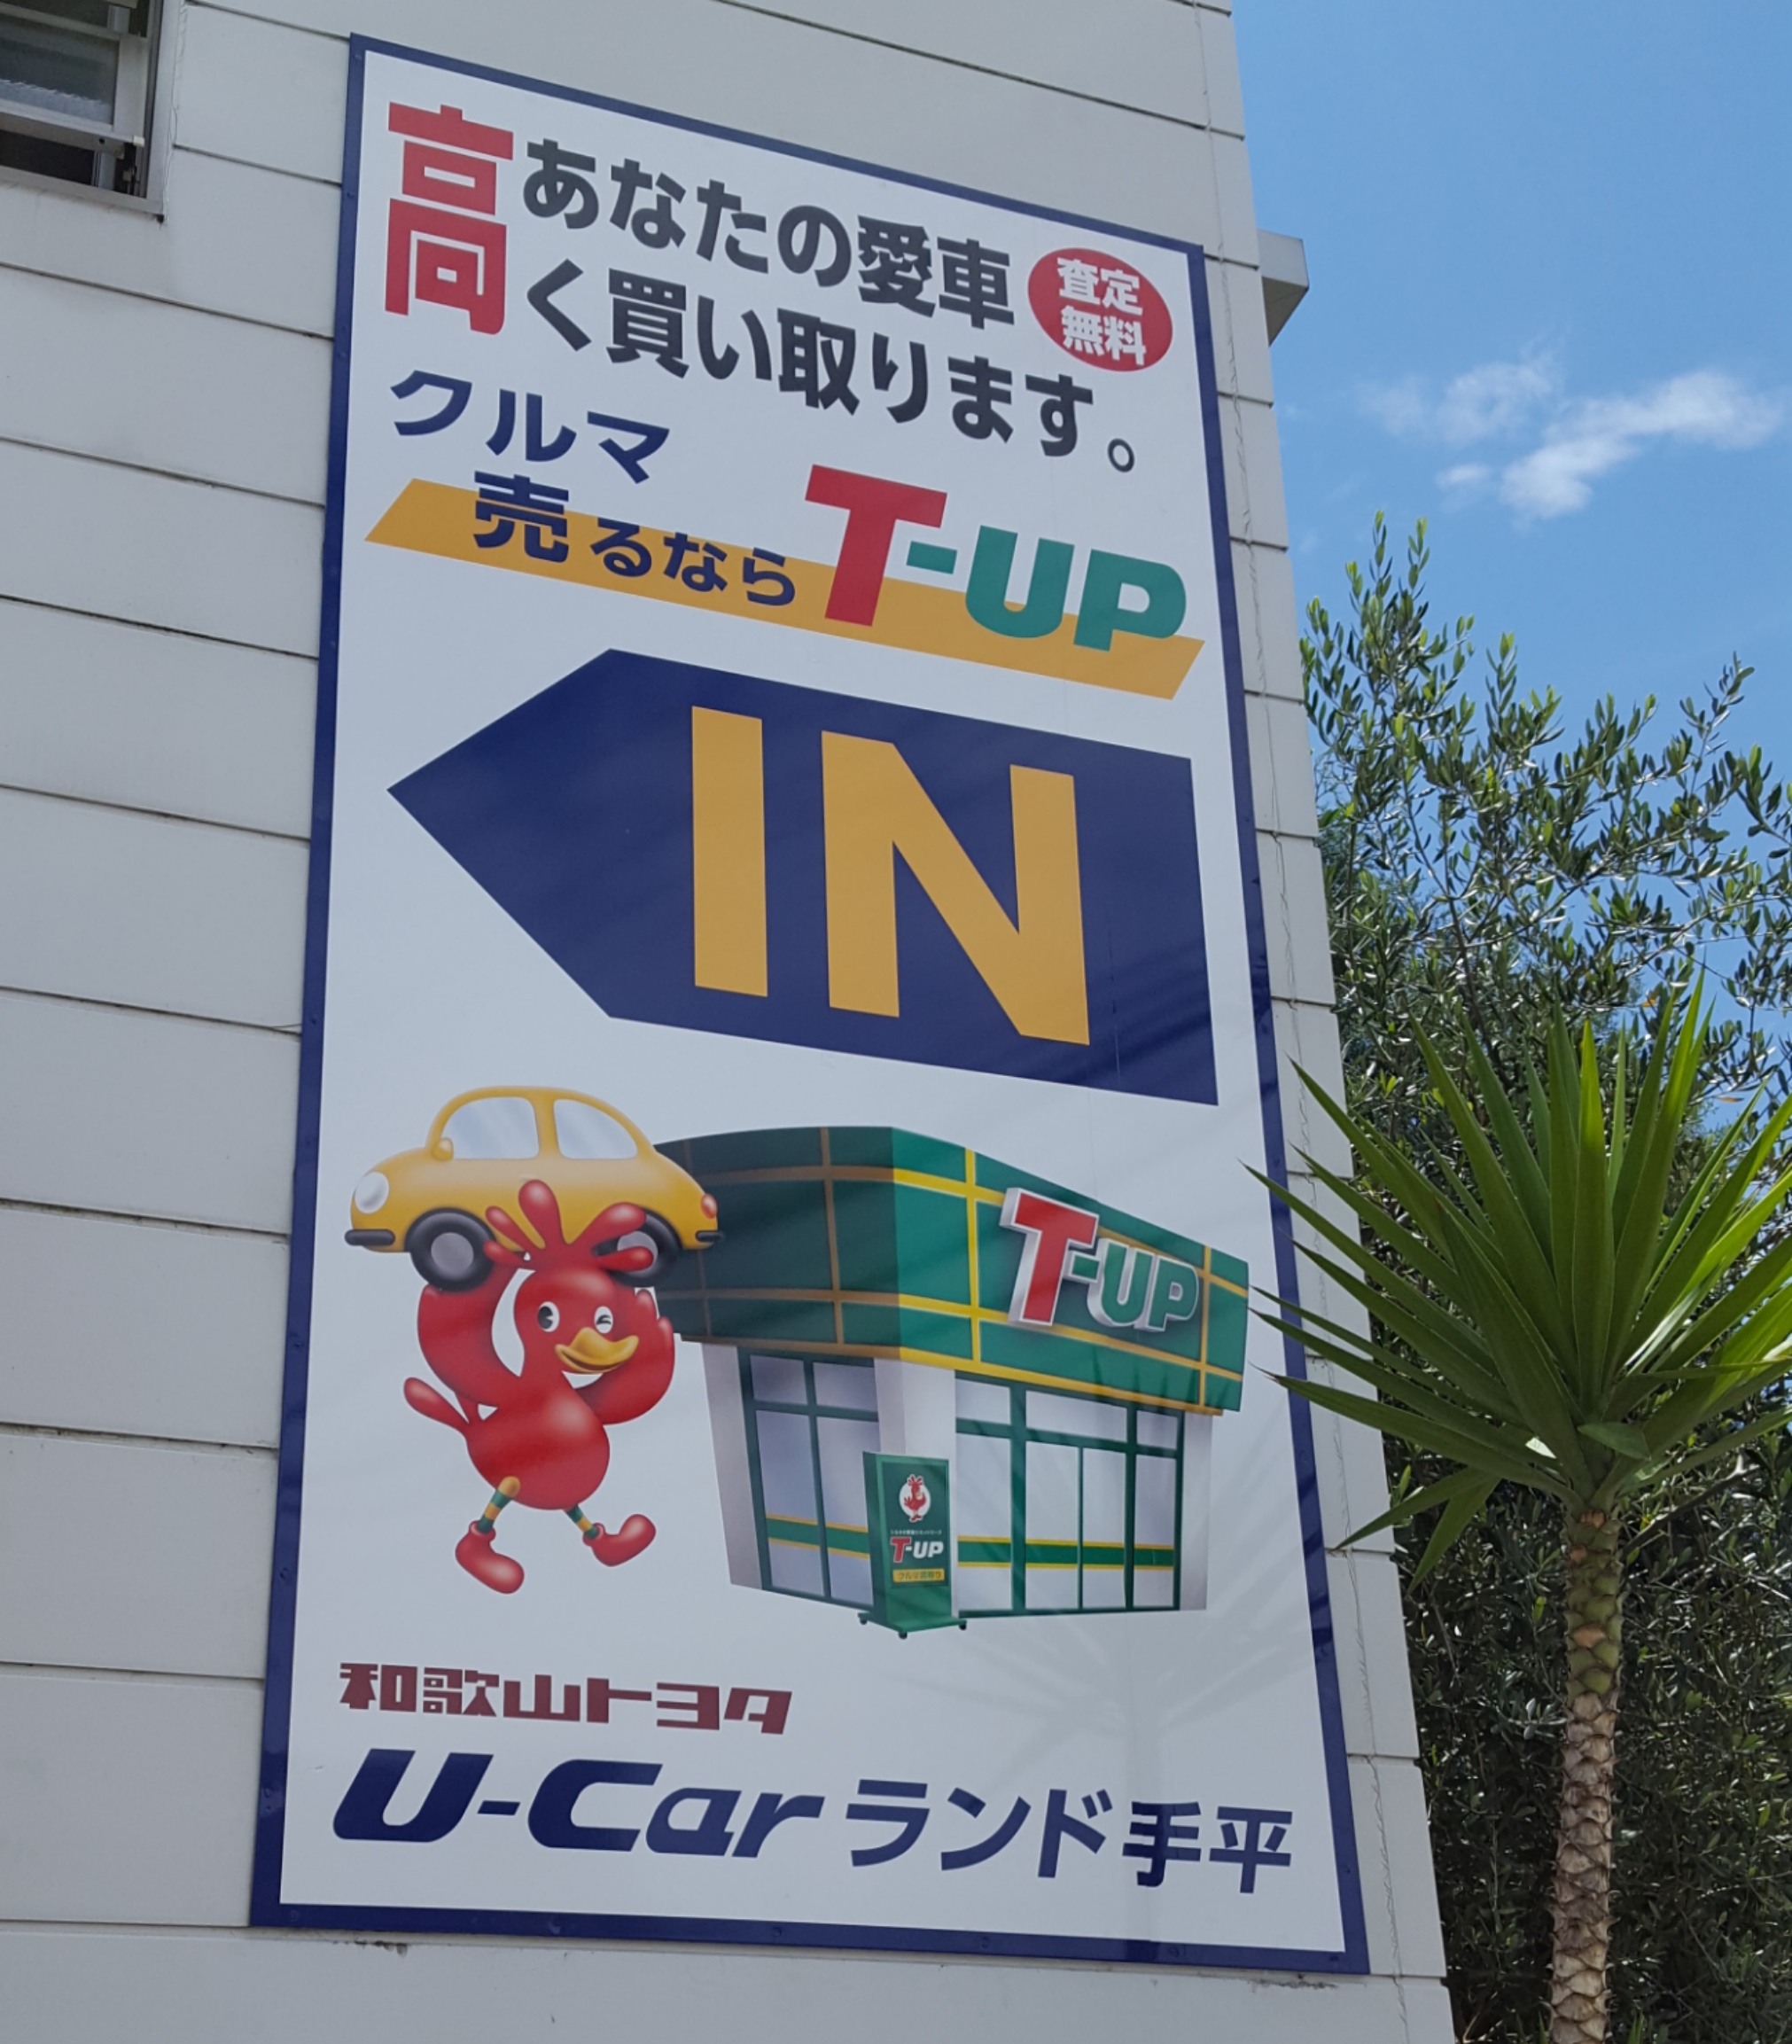 あなたの愛車
高く買い取ります。
査定
無料
クルマ
売るなら T-UP
IN
T-UP
T-UP
和歌山トヨタ
U-Car ランド手平